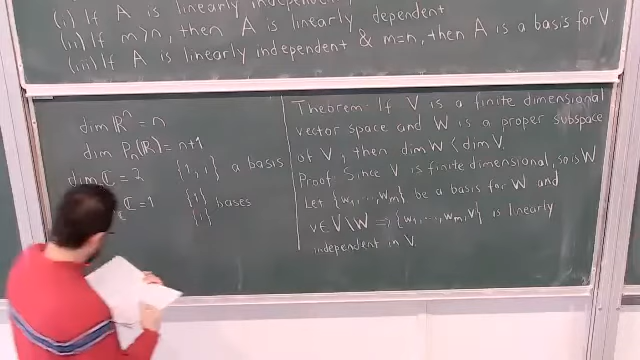 (i) If A is linearly independent
(ii) If m>n, then A is linearly dependent
(iii) If A is linearly independent & m=n, then A is a basis for V
dim ℝⁿ = n
dim Pₙ(ℝ) = n+1
dim ℂ = 2 {1, i} a basis
ℂ ℂ = 1 {1} bases
{i}
Theorem: If V is a finite dimensional
vector space and W is a proper subspace
of V, then dim W < dim V.
Proof: Since V is finite dimensional, so is W
Let {w₁, ..., wₘ} be a basis for W and
v∈V\W ⟹ {w₁, ..., wₘ, v} is linearly
independent in V.